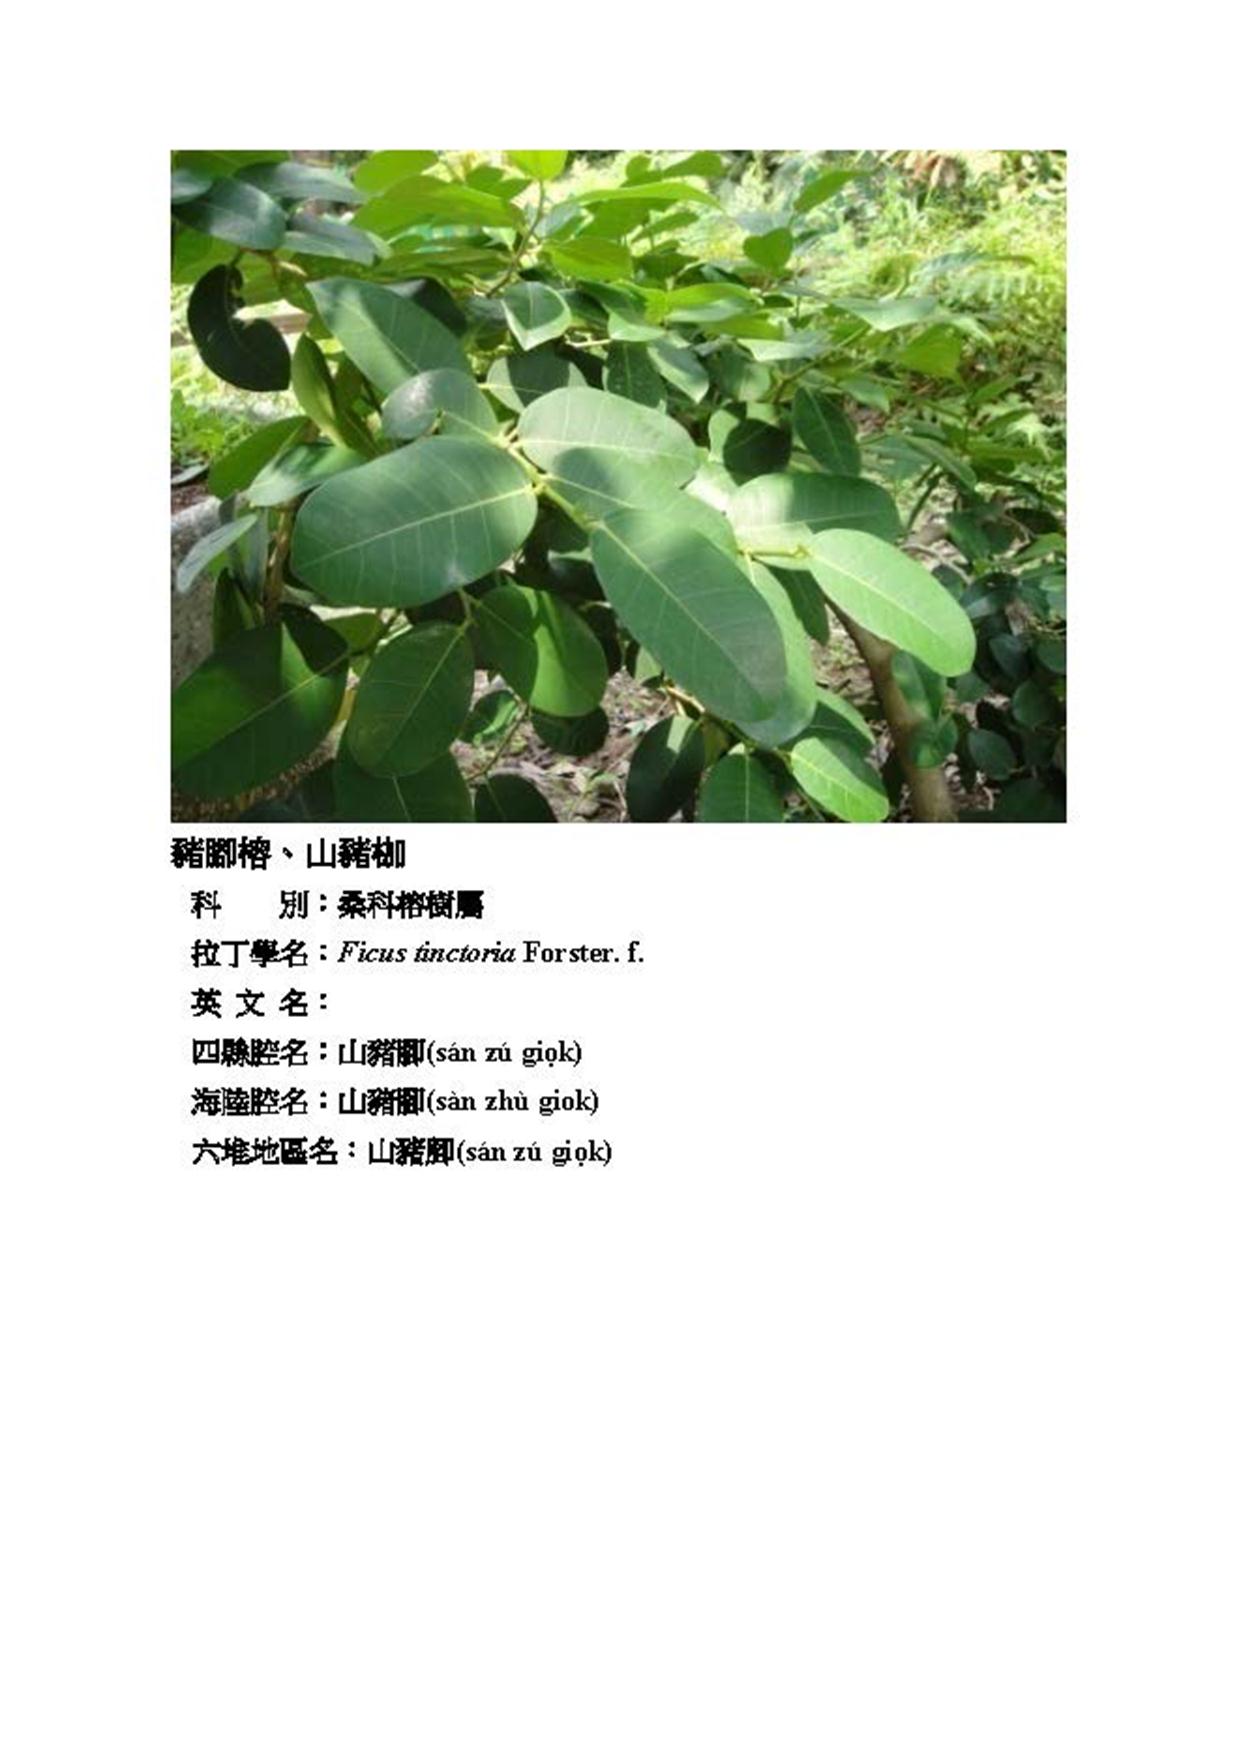 豬腳榕、山豬枷
科　　別：桑科榕樹屬
拉丁學名：Ficus tinctoria Forster. f.
英 文 名：
四縣腔名：山豬腳(sán zú giọk)
海陸腔名：山豬腳(sàn zhù giok)
六堆地區名：山豬腳(sán zú giọk)